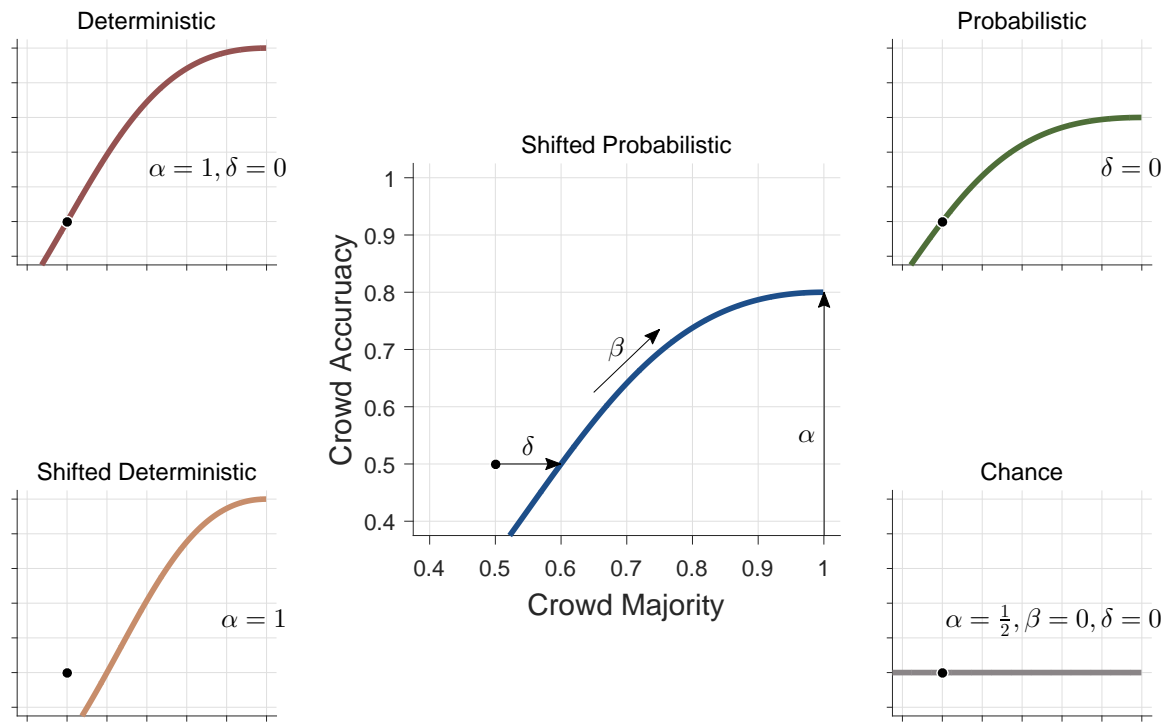 Deterministic
α = 1, δ = 0
Probabilistic
δ = 0
Shifted Probabilistic
Crowd Accuruacy
1
0.9
0.8
0.7
0.6
0.5
0.4
β
δ
α
0.4 0.5 0.6 0.7 0.8 0.9 1
Crowd Majority
Shifted Deterministic
α = 1
Chance
α = 1/2, β = 0, δ = 0